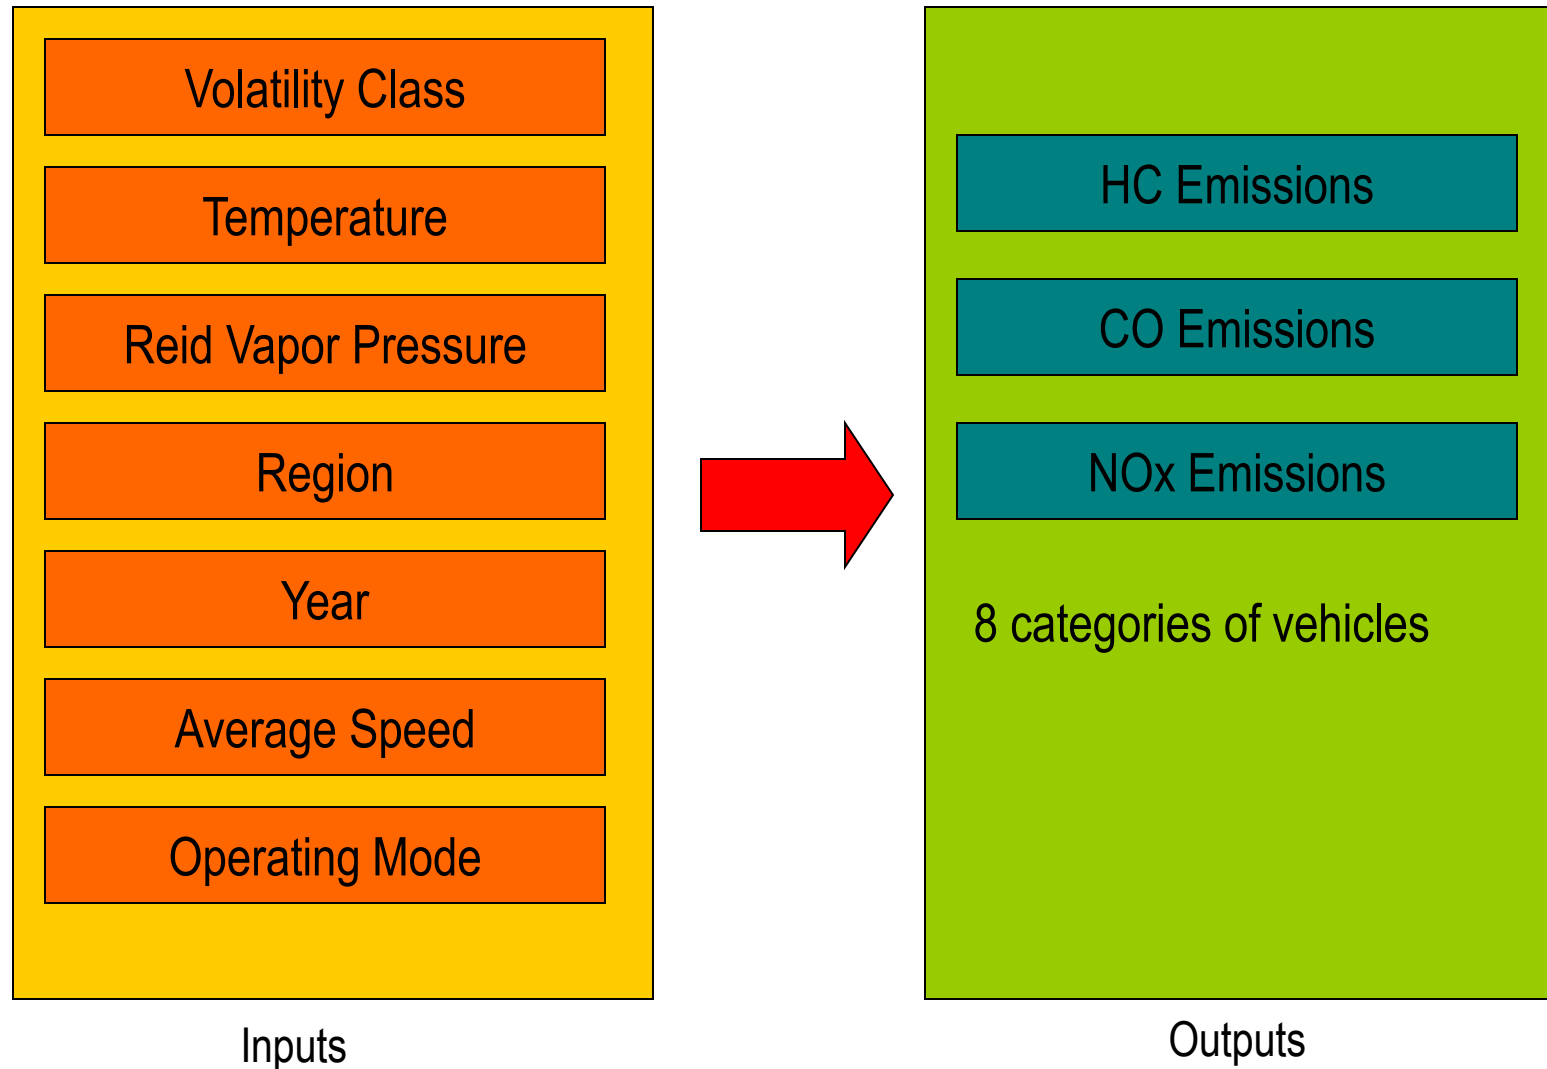 Volatility Class
Temperature
Reid Vapor Pressure
Region
Year
Average Speed
Operating Mode
Inputs
HC Emissions
CO Emissions
NOx Emissions
8 categories of vehicles
Outputs